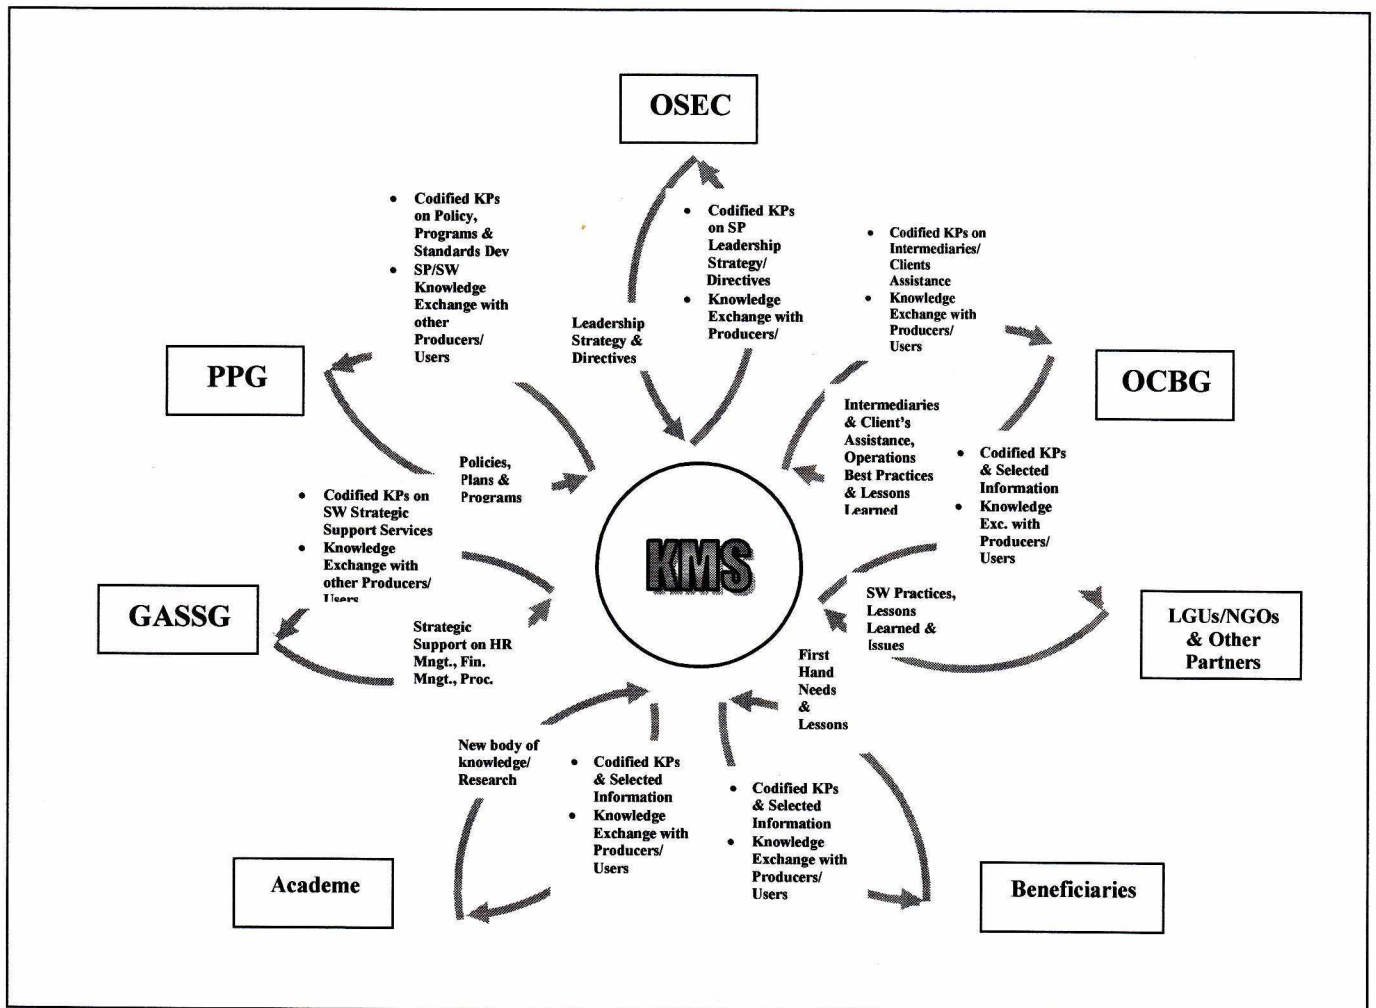 OSEC
• Codified KPs
on Policy,
Programs &
Standards Dev
• SP/SW
Knowledge
Exchange with
other
Producers/
Users
Leadership
Strategy &
Directives
• Codified KPs
on SP
Leadership
Strategy/
Directives
• Knowledge
Exchange with
Producers/
• Codified KPs on
Intermediaries/
Clients
Assistance
• Knowledge
Exchange with
Producers/
Users
PPG
OCBG
Policies,
Plans &
Programs
Intermediaries
& Client's
Assistance,
Operations
Best Practices
& Lessons
Learned
• Codified KPs
& Selected
Information
• Knowledge
Exc. with
Producers/
Users
• Codified KPs on
SW Strategic
Support Services
• Knowledge
Exchange with
other Producers/
Users
KMS
GASSG
Strategic
Support on HR
Mngt., Fin.
Mngt., Proc.
SW Practices,
Lessons
Learned &
Issues
LGUs/NGOs
& Other
Partners
First
Hand
Needs
&
Lessons
New body of
knowledge/
Research
• Codified KPs
& Selected
Information
• Knowledge
Exchange with
Producers/
Users
• Codified KPs
& Selected
Information
• Knowledge
Exchange with
Producers/
Users
Academe
Beneficiaries